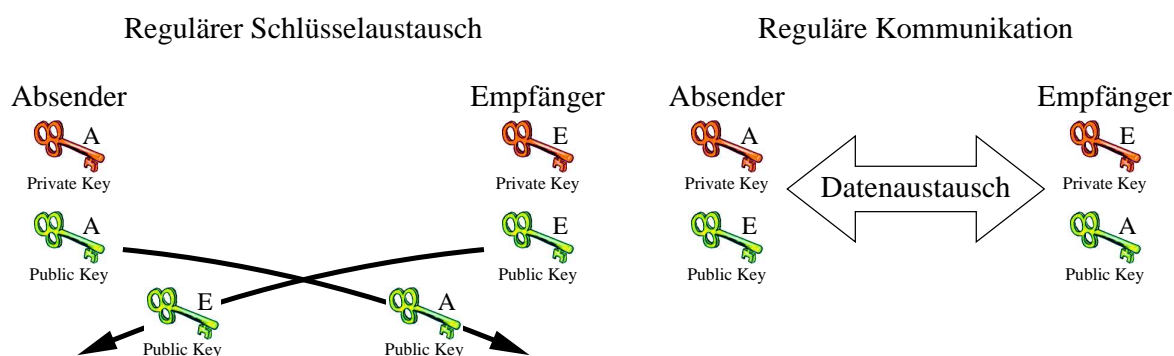 Regulärer Schlüsselaustausch
Absender
Empfänger
A
Private Key
E
Private Key
A
Public Key
E
Public Key
E
Public Key
A
Public Key
Reguläre Kommunikation
Absender
Empfänger
A
Private Key
E
Private Key
Datenaustausch
E
Public Key
A
Public Key